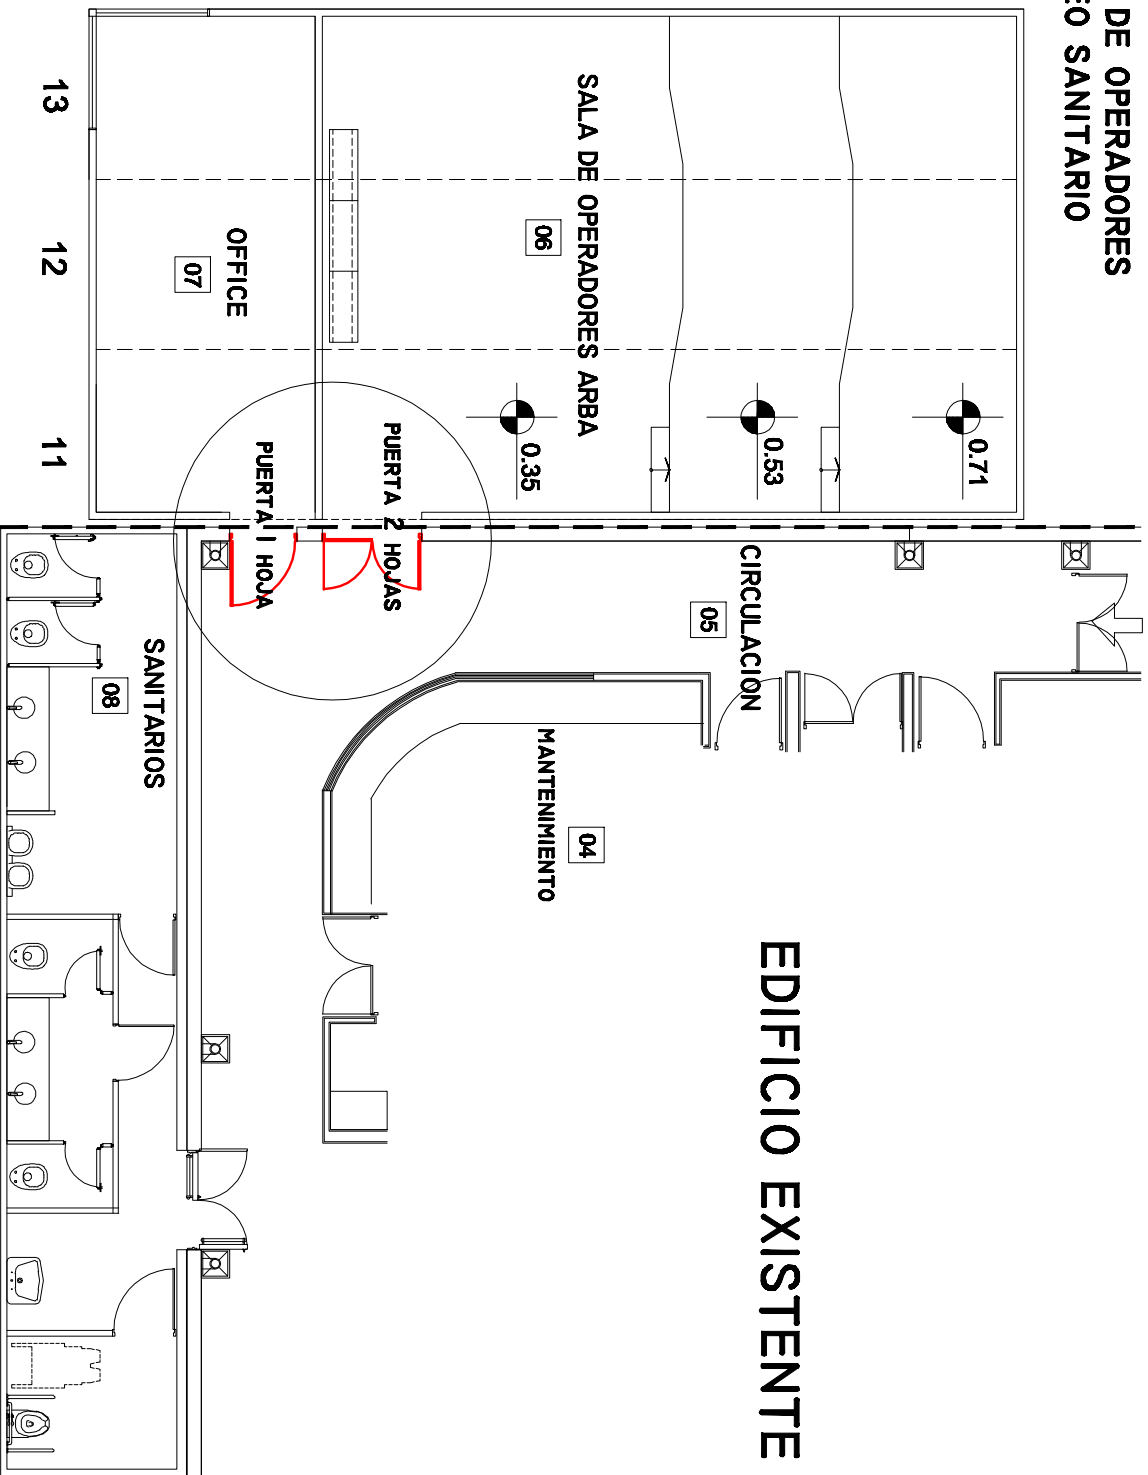 DE OPERADORES
EO SANITARIO
0.71
0.53
0.35
SALA DE OPERADORES ARBA
06
OFFICE
07
13
12
11
PUERTA 2 HOJAS
PUERTA 1 HOJA
CIRCULACION
05
MANTENIMIENTO
04
SANITARIOS
08
EDIFICIO EXISTENTE